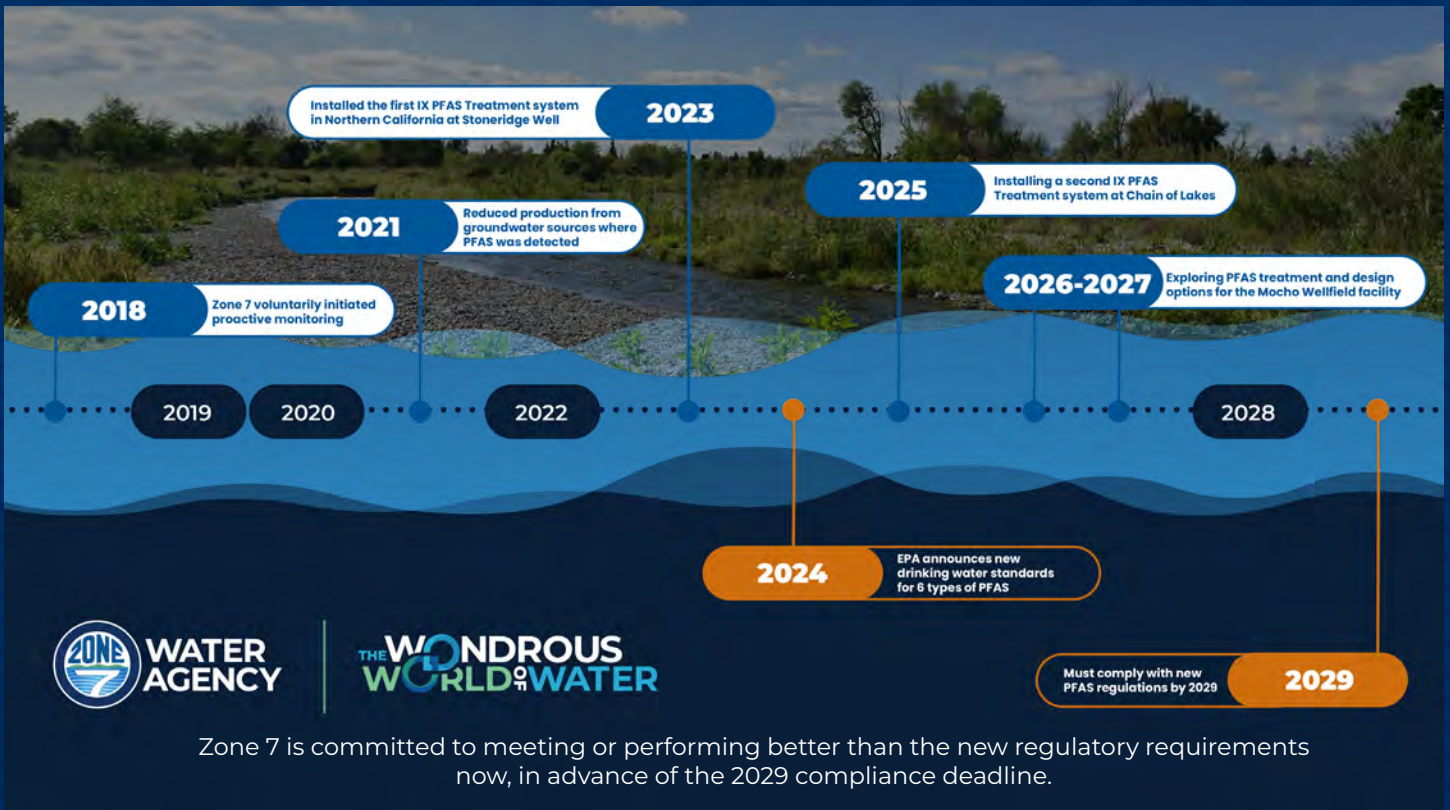 Installed the first IX PFAS Treatment system
in Northern California at Stoneridge Well
2023
2025
Installing a second IX PFAS
Treatment system at Chain of Lakes
2021
Reduced production from
groundwater sources where
PFAS was detected
2026-2027
Exploring PFAS treatment and design
options for the Mocho Wellfield facility
2018
Zone 7 voluntarily initiated
proactive monitoring
2019
2020
2022
2028
2024
EPA announces new
drinking water standards
for 6 types of PFAS
ZONE
7
WATER
AGENCY
THE WONDROUS
WORLD OF WATER
Must comply with new
PFAS regulations by 2029
2029
Zone 7 is committed to meeting or performing better than the new regulatory requirements
now, in advance of the 2029 compliance deadline.